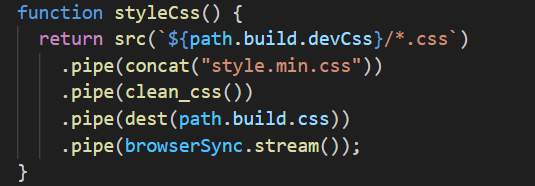 function styleCss() {
  return src(`${path.build.devCss}/*.css`)
    .pipe(concat("style.min.css"))
    .pipe(clean_css())
    .pipe(dest(path.build.css))
    .pipe(browserSync.stream());
}